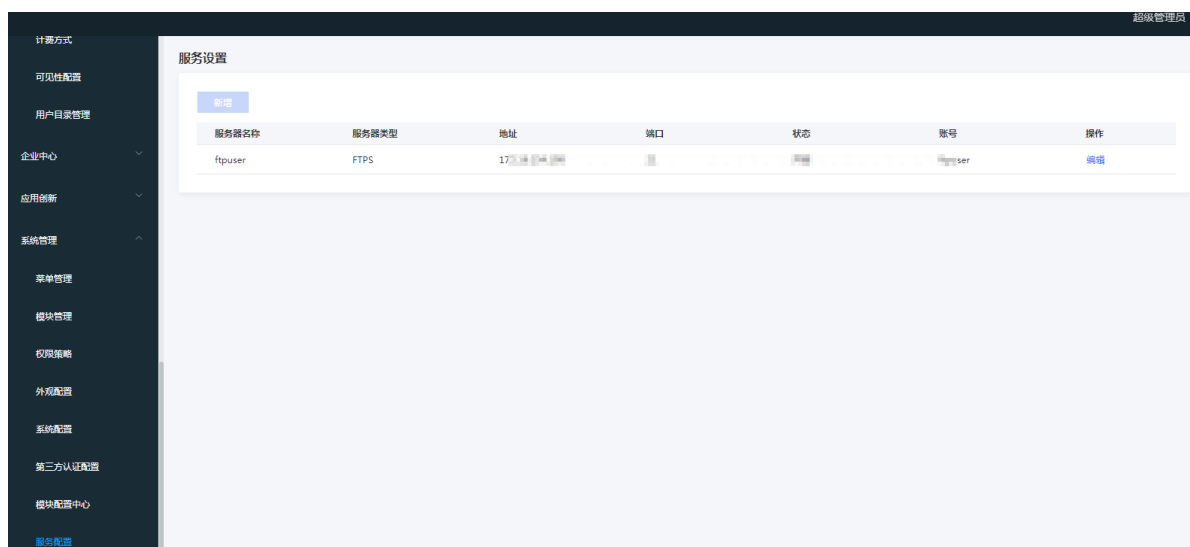 超级管理员
计费方式
可见性配置
用户目录管理
企业中心
应用创新
系统管理
菜单管理
模块管理
权限策略
外观配置
系统配置
第三方认证配置
模块配置中心
服务配置
服务设置
新增
服务器名称 服务器类型 地址 端口 状态 账号 操作
ftpuser FTPS 17 ser 编辑